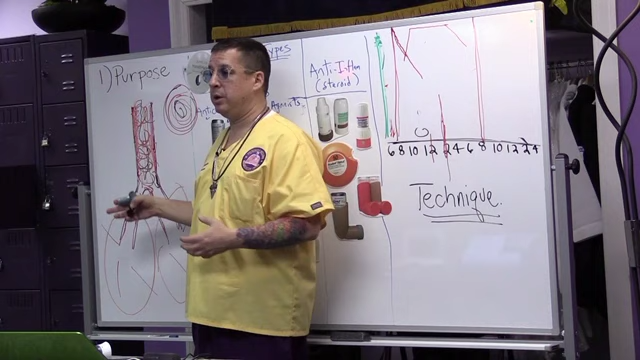 1) Purpose
Types
Anti-Inflam
(steroid)
Agonists
6 8 10 12 2 4 6 8 10 12 2 4
Technique